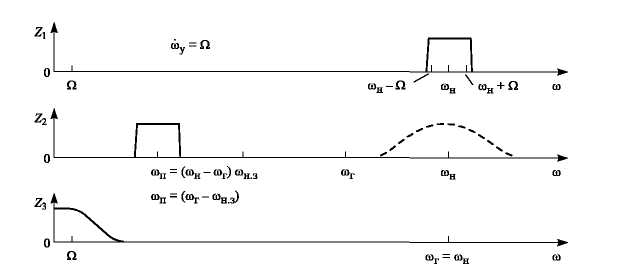 Z₁
ω̇у = Ω
0
Ω
ωн – Ω
ωн
ωн + Ω
ω
Z₂
0
ωп = (ωн – ωг) ωн.з
ωг
ωн
ω
ωп = (ωг – ωн.з)
Z₃
0
Ω
ωг = ωн
ω